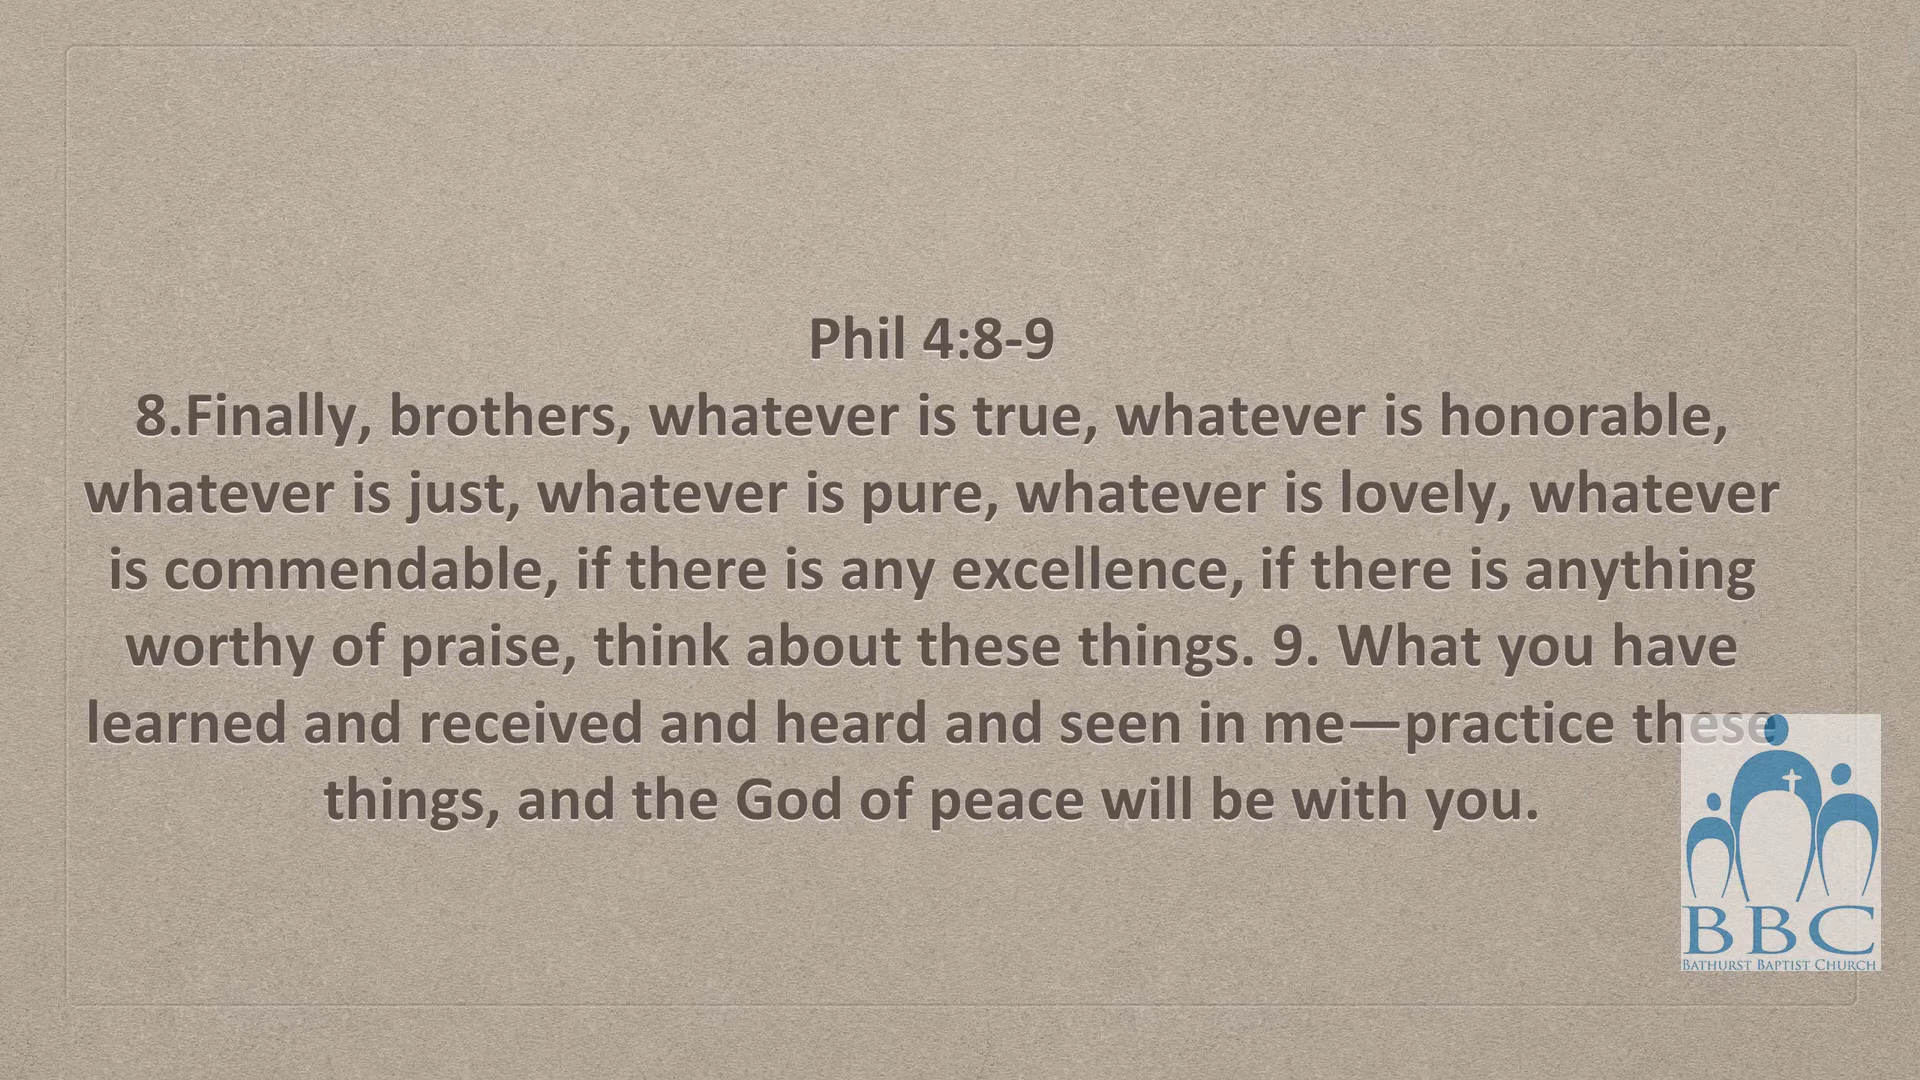 Phil 4:8-9
8.Finally, brothers, whatever is true, whatever is honorable,
whatever is just, whatever is pure, whatever is lovely, whatever
is commendable, if there is any excellence, if there is anything
worthy of praise, think about these things. 9. What you have
learned and received and heard and seen in me—practice these
things, and the God of peace will be with you.
BBC
BATHURST BAPTIST CHURCH